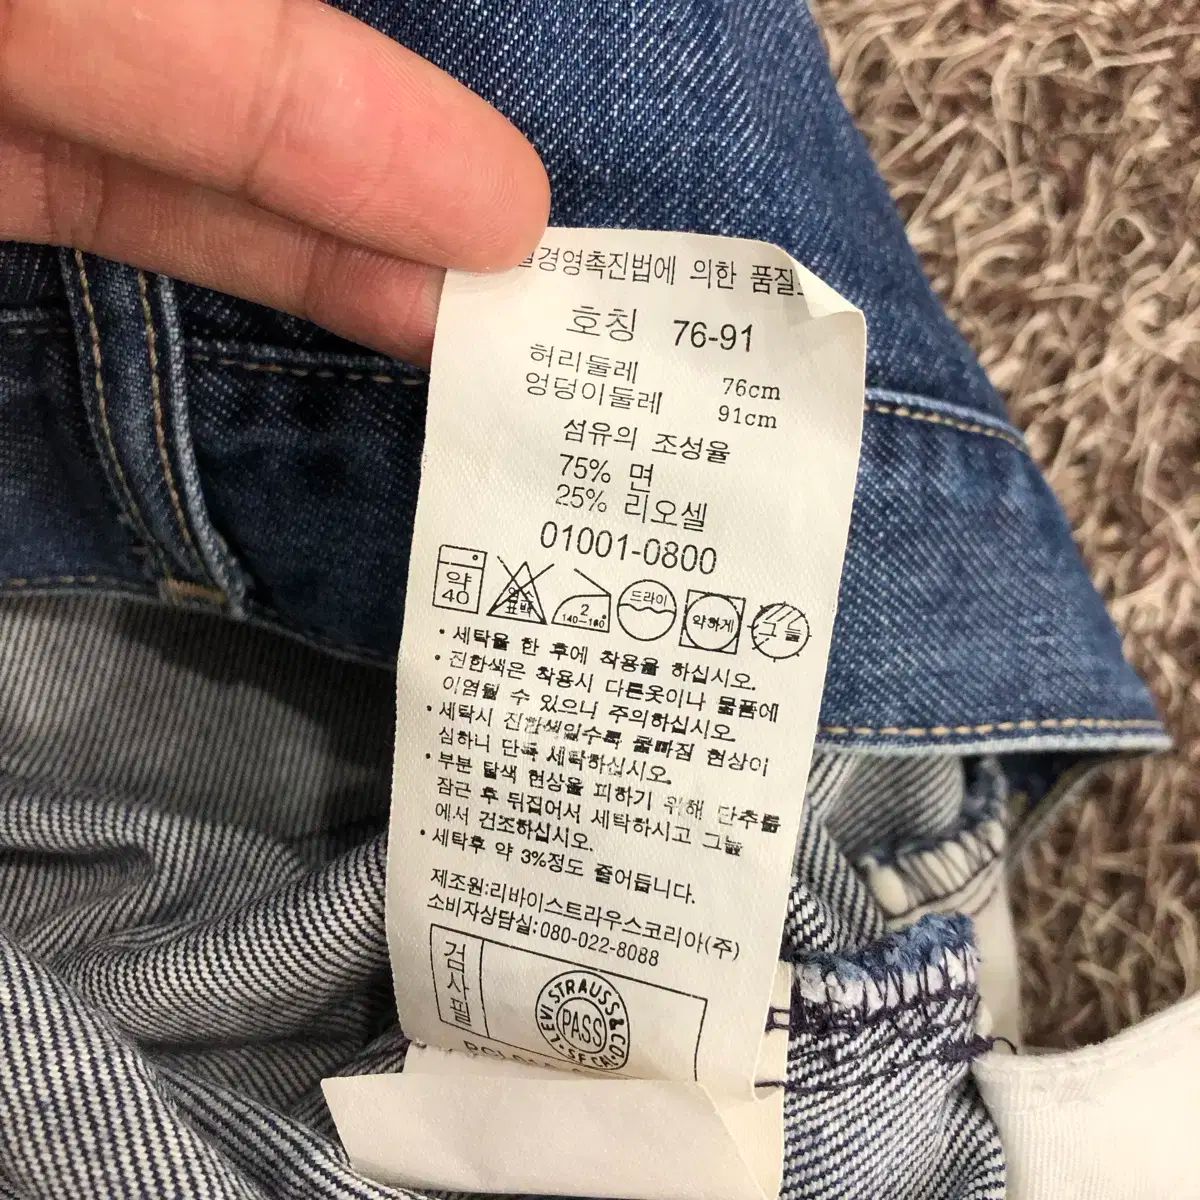 경영촉진법에 의한 품질
호칭 76-91
허리둘레 76cm
엉덩이둘레 91cm
섬유의 조성율
75% 면
25% 리오셀
01001-0800
약 40
염소 표백
2 140-160°
드라이
약하게
그늘
• 세탁을 한 후에 착용을 하십시오.
• 진한색은 착용시 다른옷이나 물품에
이염될 수 있으니 주의하십시오.
• 세탁시 진한색일수록 물빠짐 현상이
심하니 단독 세탁하십시오.
• 부분 탈색 현상을 피하기 위해 단추를
잠근 후 뒤집어서 세탁하시고 그늘
에서 건조하십시오.
• 세탁후 약 3%정도 줄어듭니다.
제조원:리바이스트라우스코리아(주)
소비자상담실:080-022-8088
검사필
LEVI STRAUSS & CO.
PASS